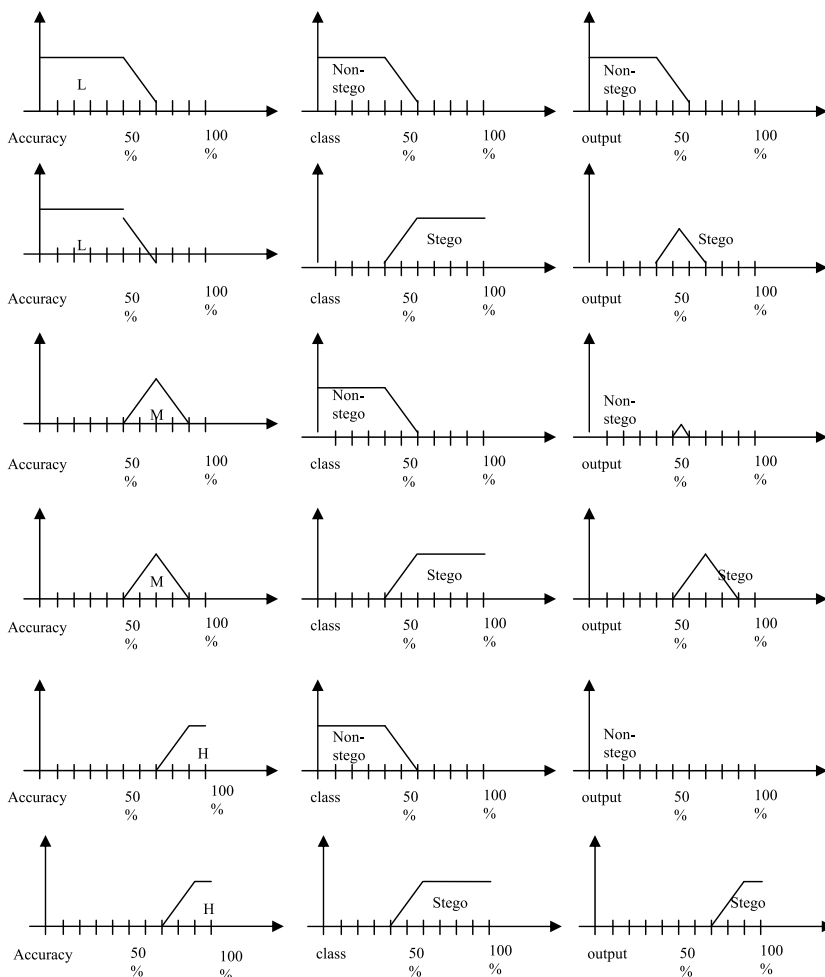 L
Non-
stego
Non-
stego
Accuracy
50
%
100
%
class
50
%
100
%
output
50
%
100
%
L
Stego
Stego
Accuracy
50
%
100
%
class
50
%
100
%
output
50
%
100
%
M
Non-
stego
Non-
stego
Accuracy
50
%
100
%
class
50
%
100
%
output
50
%
100
%
M
Stego
Stego
Accuracy
50
%
100
%
class
50
%
100
%
output
50
%
100
%
H
Non-
stego
Non-
stego
Accuracy
50
%
100
%
class
50
%
100
%
output
50
%
100
%
H
Stego
Stego
Accuracy
50
%
100
%
class
50
%
100
%
output
50
%
100
%